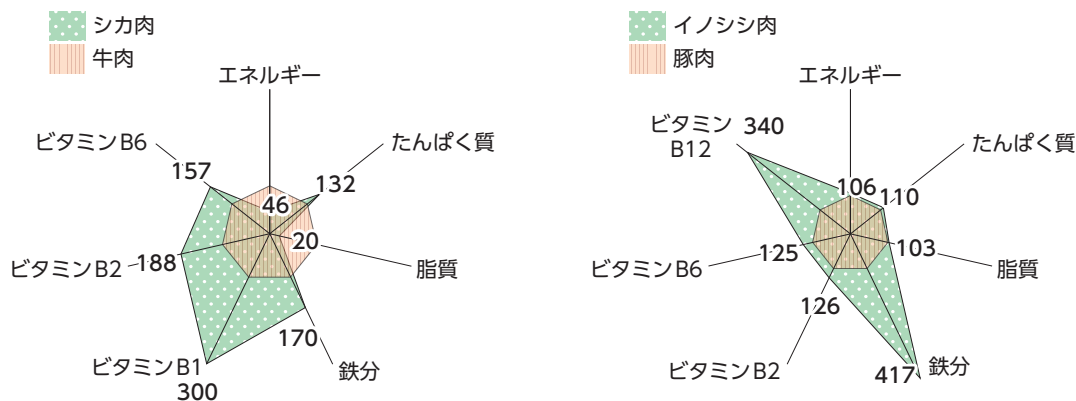 シカ肉
牛肉
エネルギー
たんぱく質
132
46
20
脂質
170
鉄分
ビタミンB1
300
ビタミンB2
188
ビタミンB6
157
イノシシ肉
豚肉
エネルギー
106
たんぱく質
110
103
脂質
417
鉄分
126
ビタミンB2
125
ビタミンB6
ビタミン
B12
340